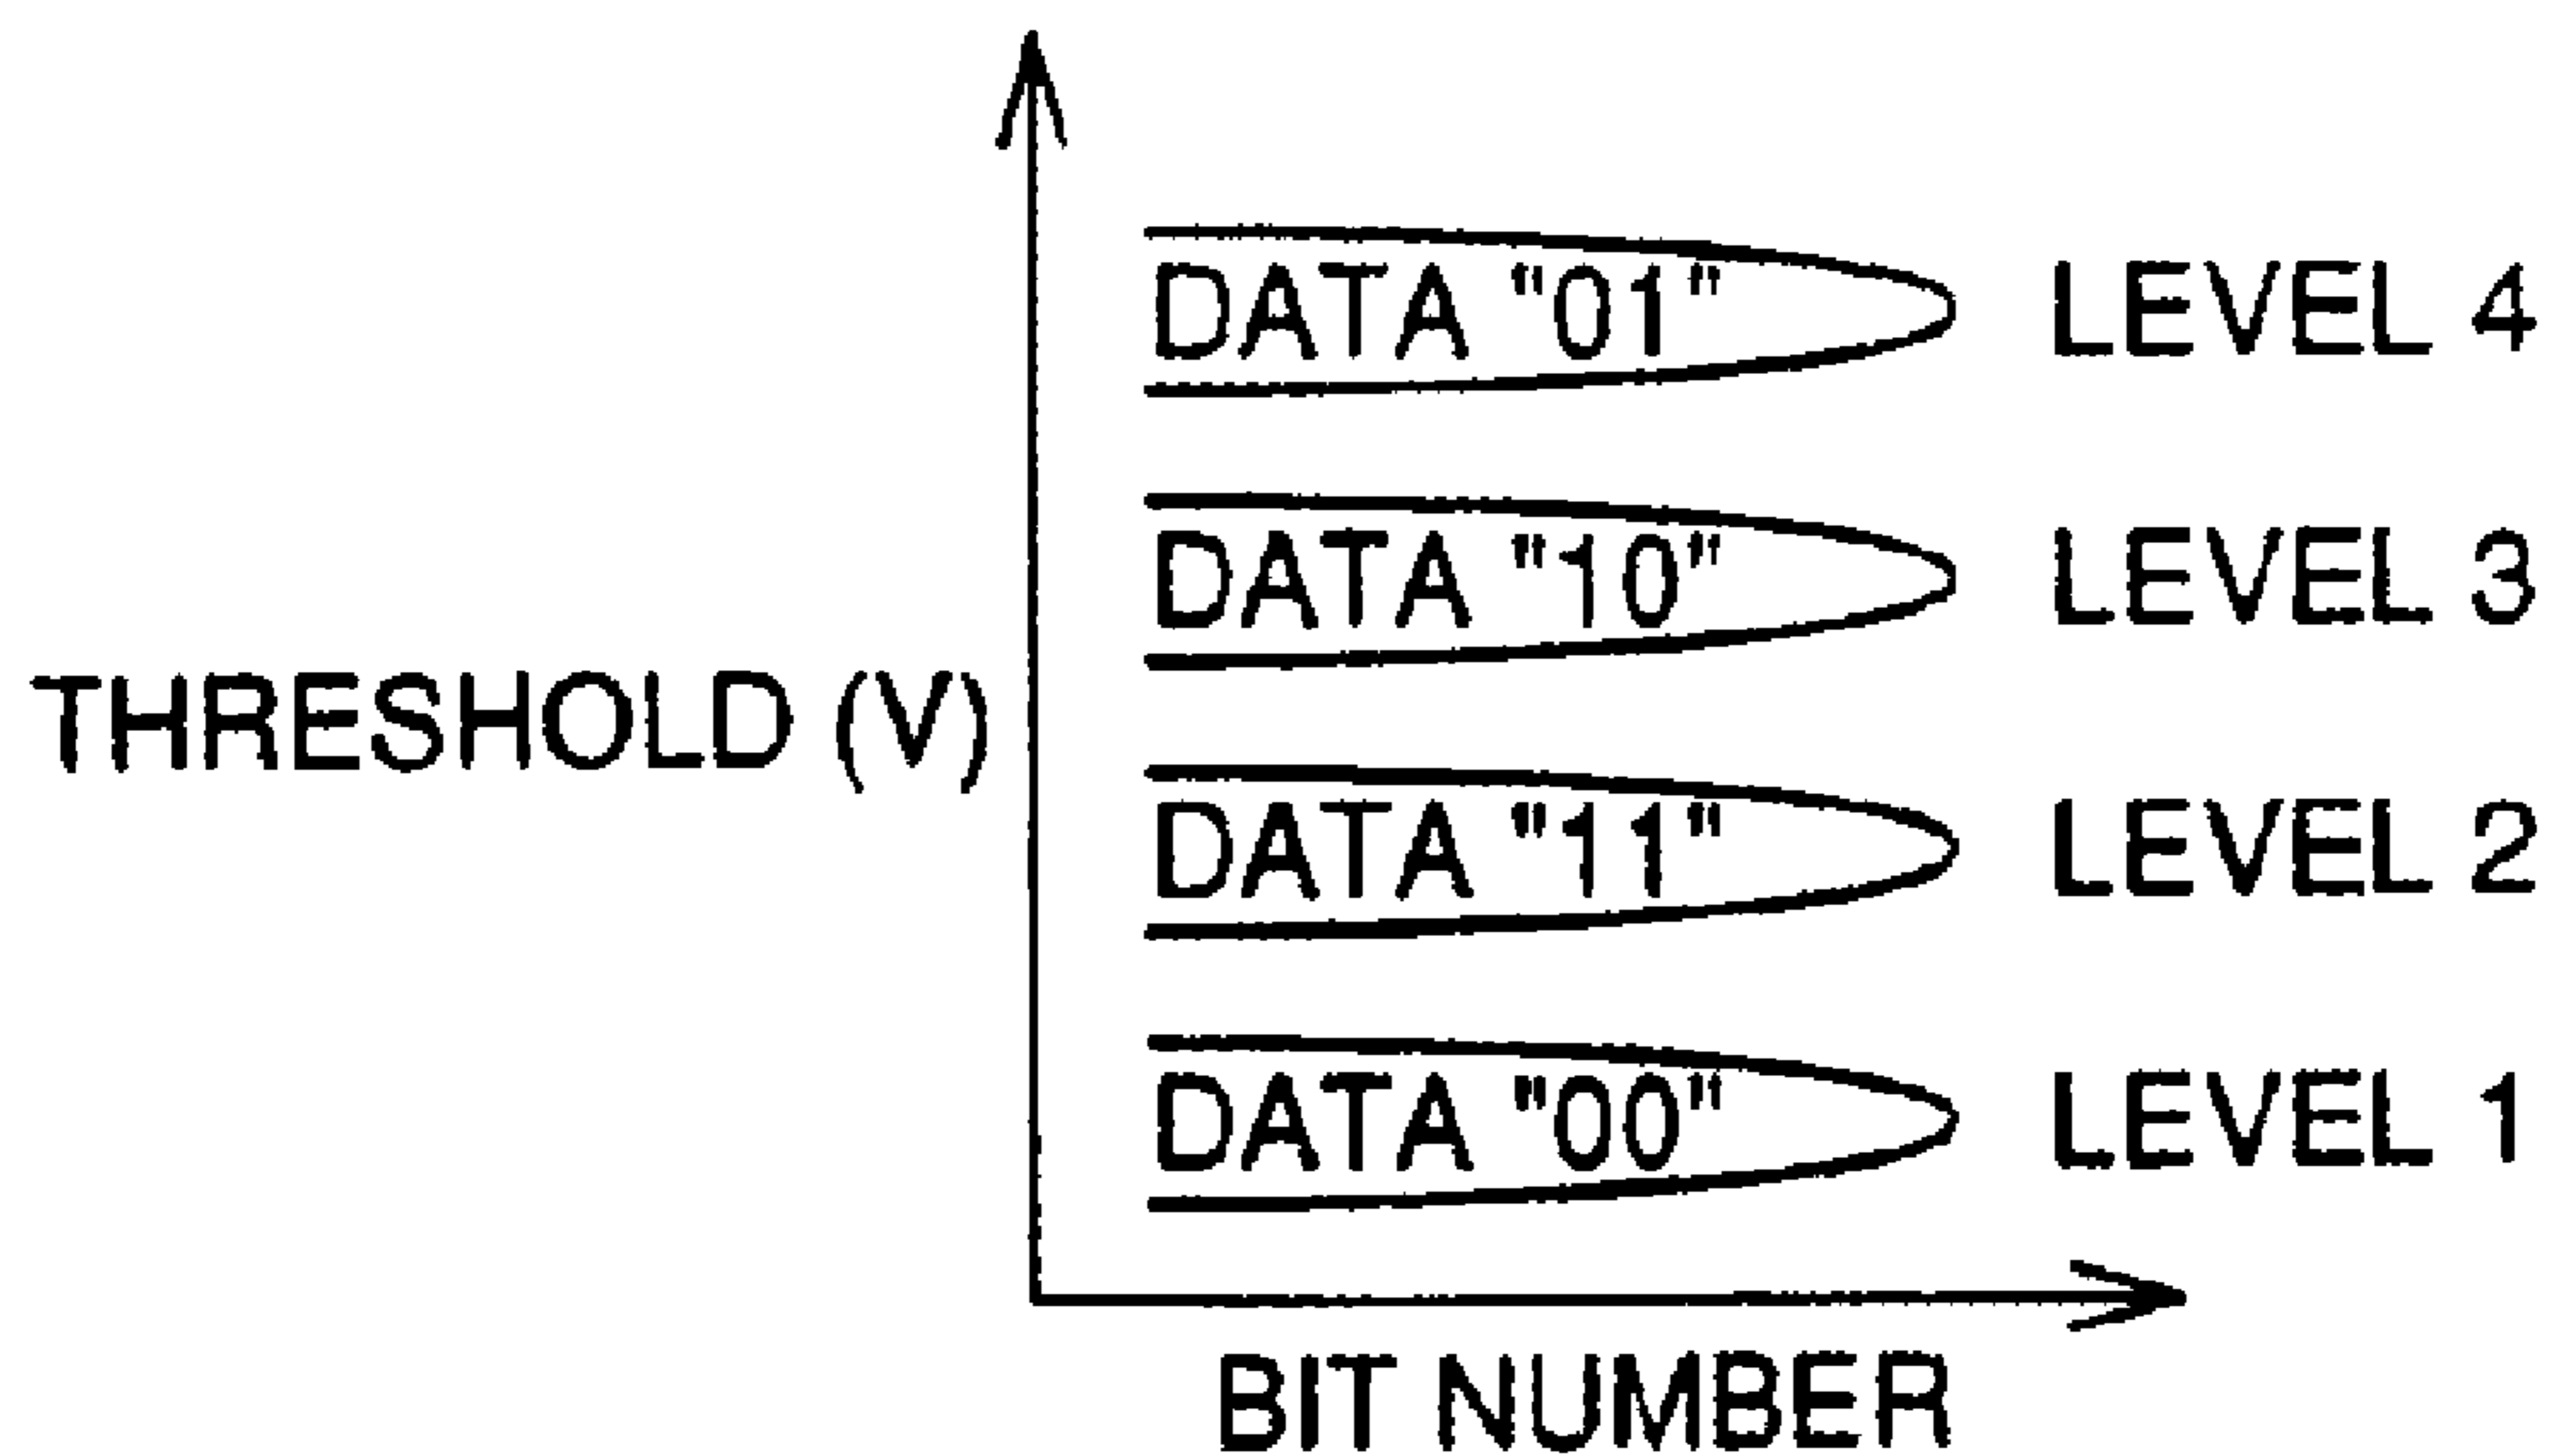 DATA "01" LEVEL 4
DATA "10" LEVEL 3
THRESHOLD (V)
DATA "11" LEVEL 2
DATA "00" LEVEL 1
BIT NUMBER